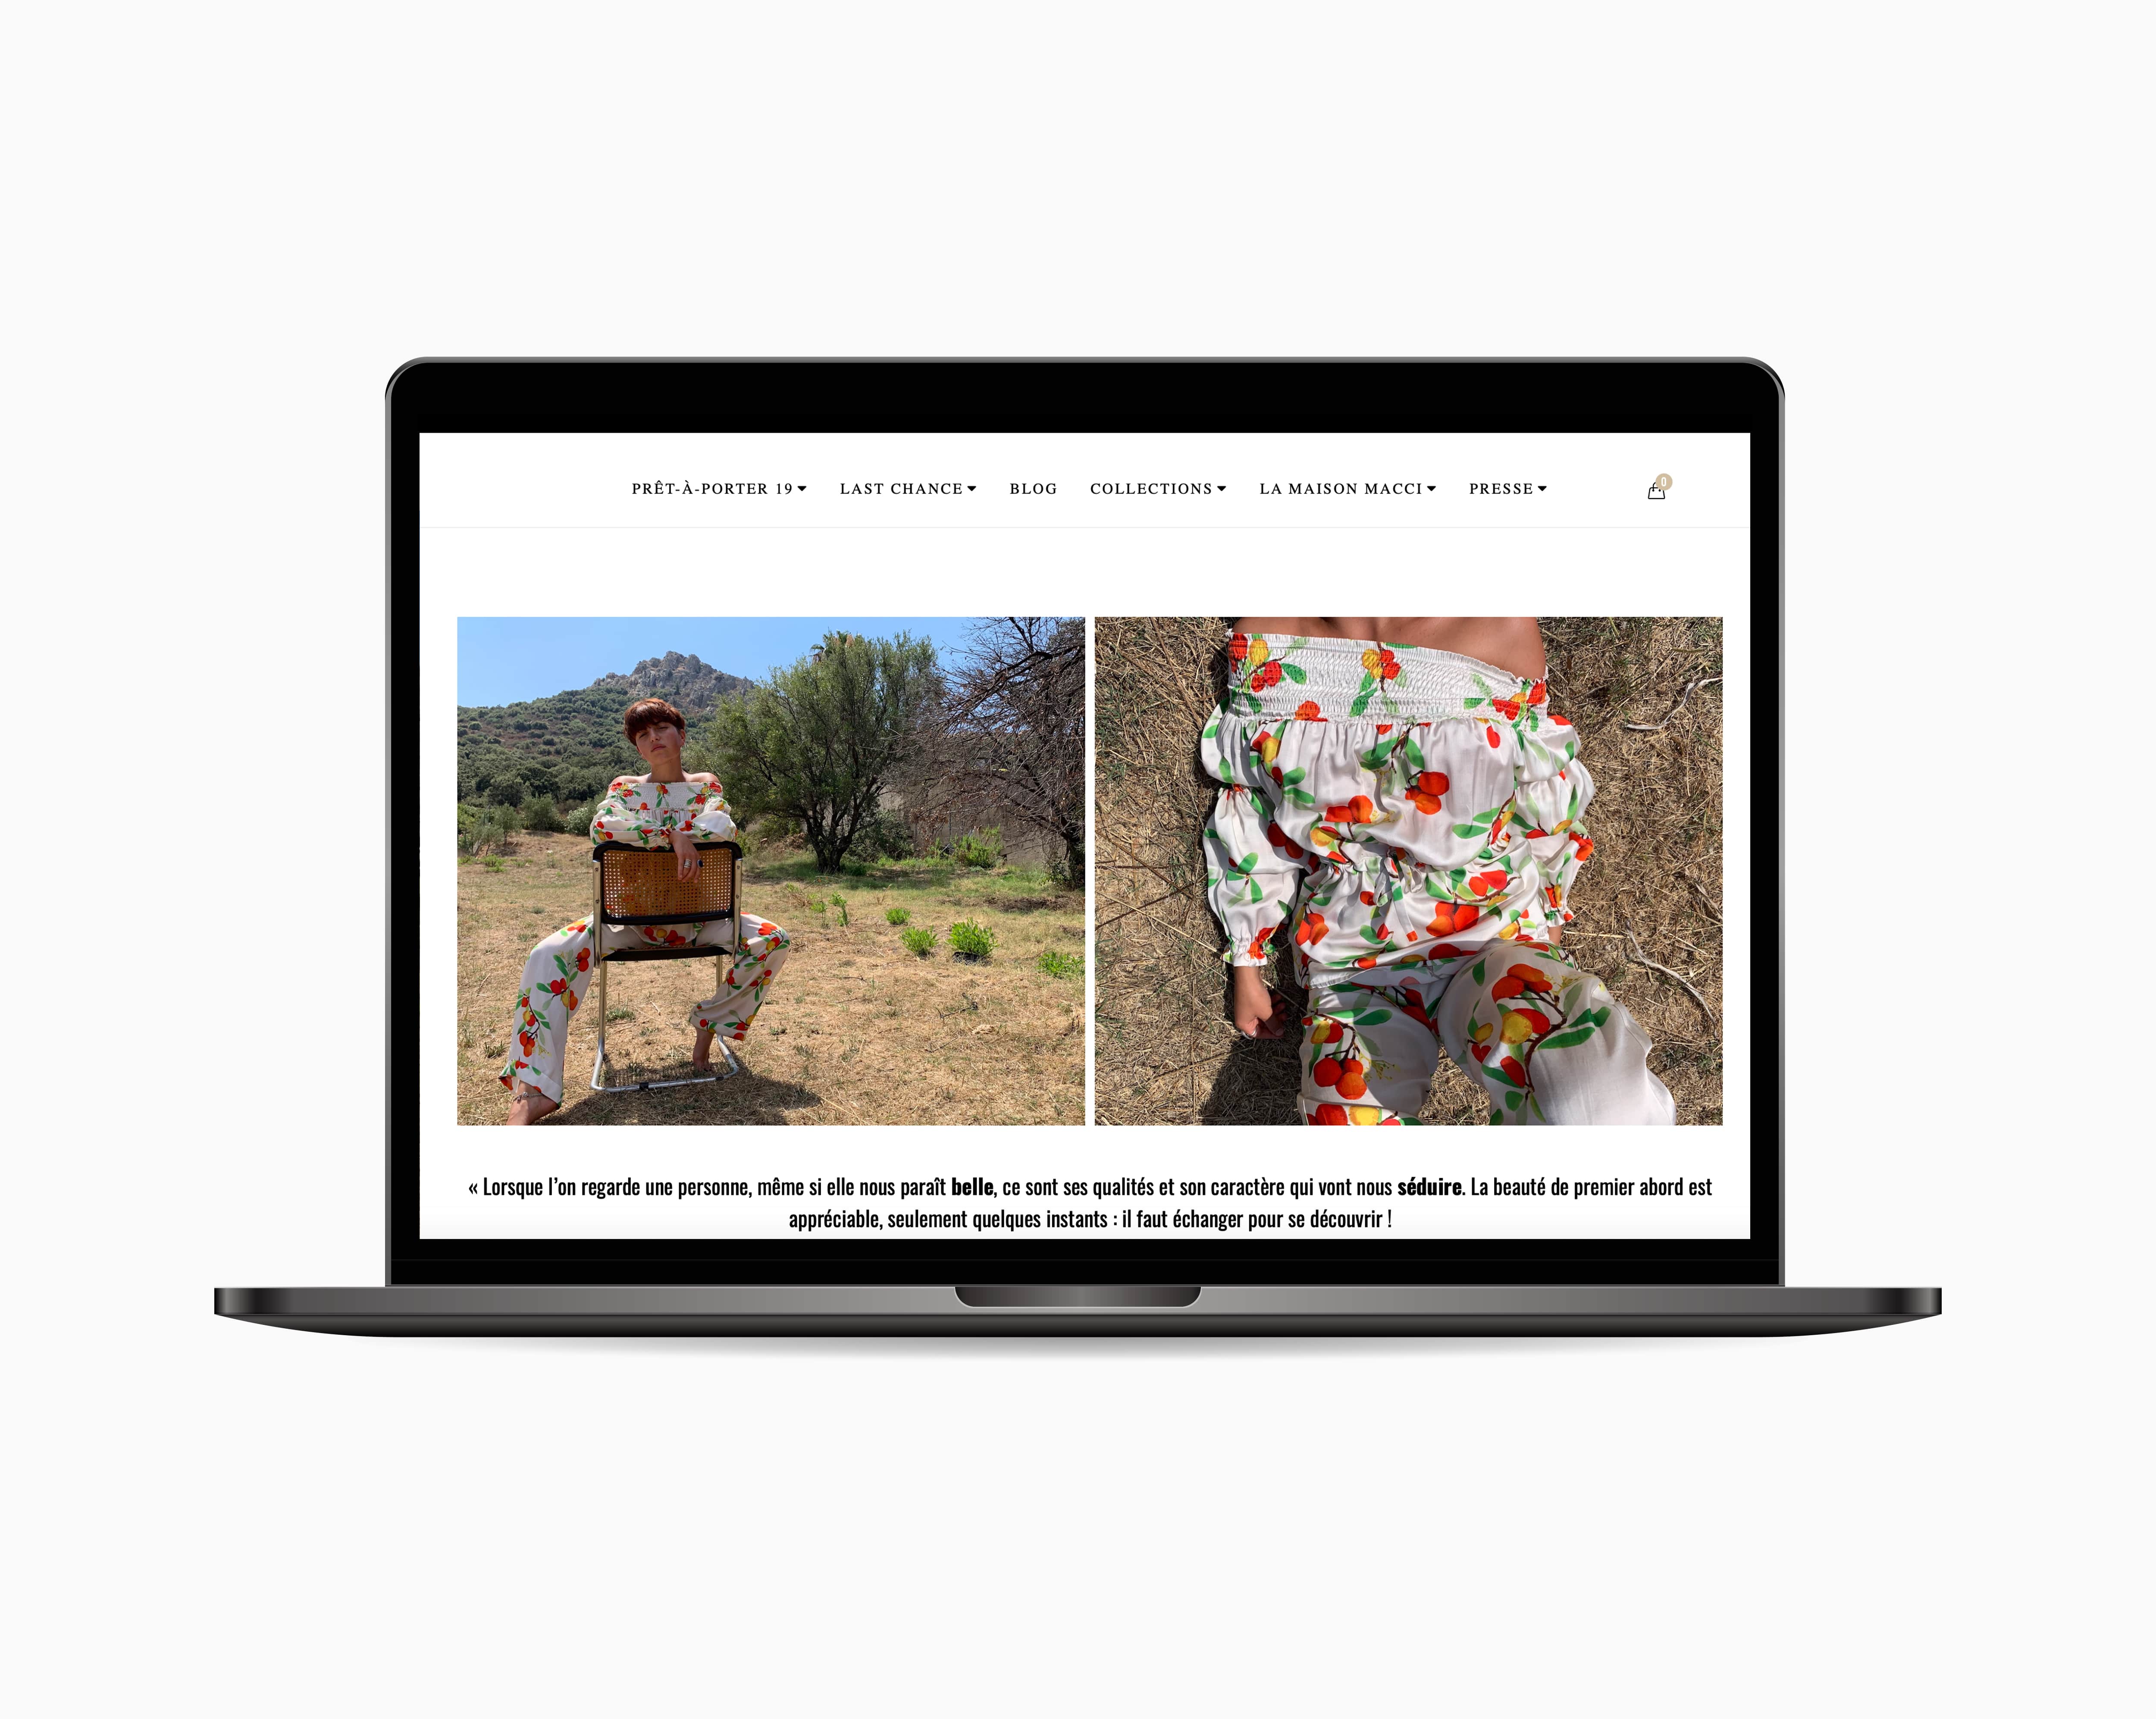 PRÊT-À-PORTER 19 LAST CHANCE BLOG COLLECTIONS LA MAISON MACCI PRESSE 0
« Lorsque l’on regarde une personne, même si elle nous paraît belle, ce sont ses qualités et son caractère qui vont nous séduire. La beauté de premier abord est
appréciable, seulement quelques instants : il faut échanger pour se découvrir !